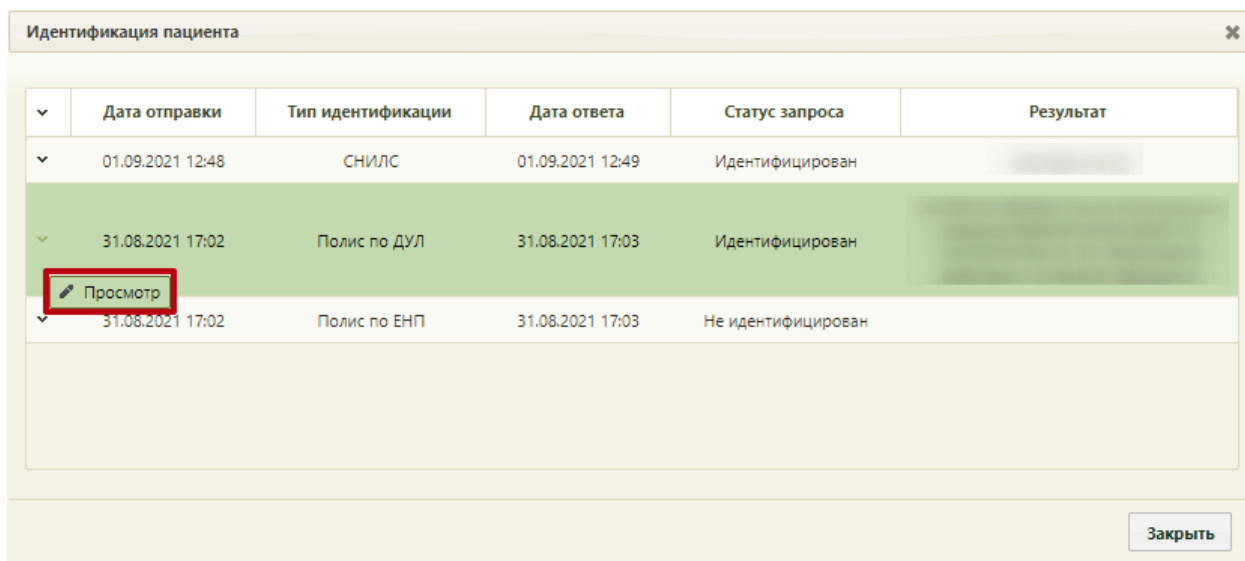 Идентификация пациента
Дата отправки Тип идентификации Дата ответа Статус запроса Результат
01.09.2021 12:48 СНИЛС 01.09.2021 12:49 Идентифицирован
31.08.2021 17:02 Полис по ДУЛ 31.08.2021 17:03 Идентифицирован
Просмотр
31.08.2021 17:02 Полис по ЕНП 31.08.2021 17:03 Не идентифицирован
Закрыть